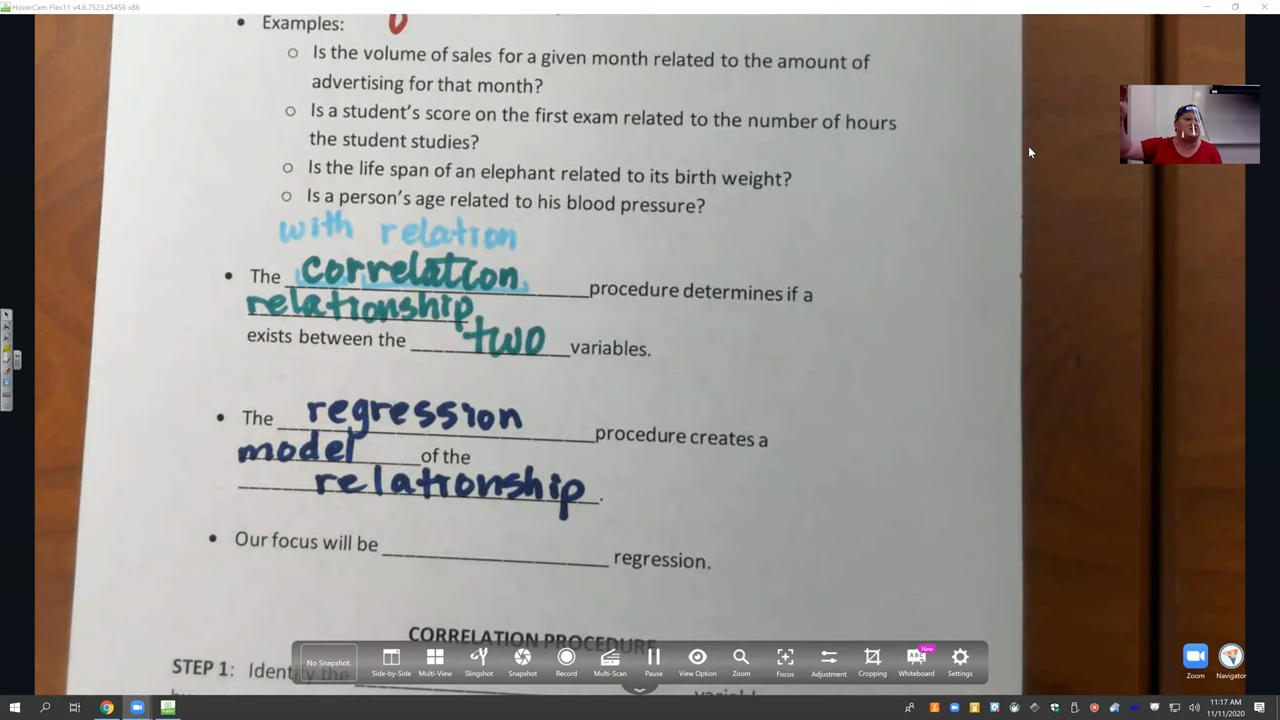 HoverCam Flex11 v4.6.7523.25456 x86
• Examples:
o Is the volume of sales for a given month related to the amount of
advertising for that month?
o Is a student's score on the first exam related to the number of hours
the student studies?
o Is the life span of an elephant related to its birth weight?
o Is a person's age related to his blood pressure?
with relation
• The correlation procedure determines if a
relationship
exists between the two variables.
• The regression procedure creates a
model of the
relationship.
• Our focus will be ____________ regression.
CORRELATION PROCEDURE
STEP 1: Identify the
No Snapshot.
Side-by-Side Multi-View Slingshot Snapshot Record Multi-Scan Pause View Option Zoom Focus Adjustment Cropping Whiteboard Settings
New
ABC
Zoom Navigator
11:17 AM
11/11/2020